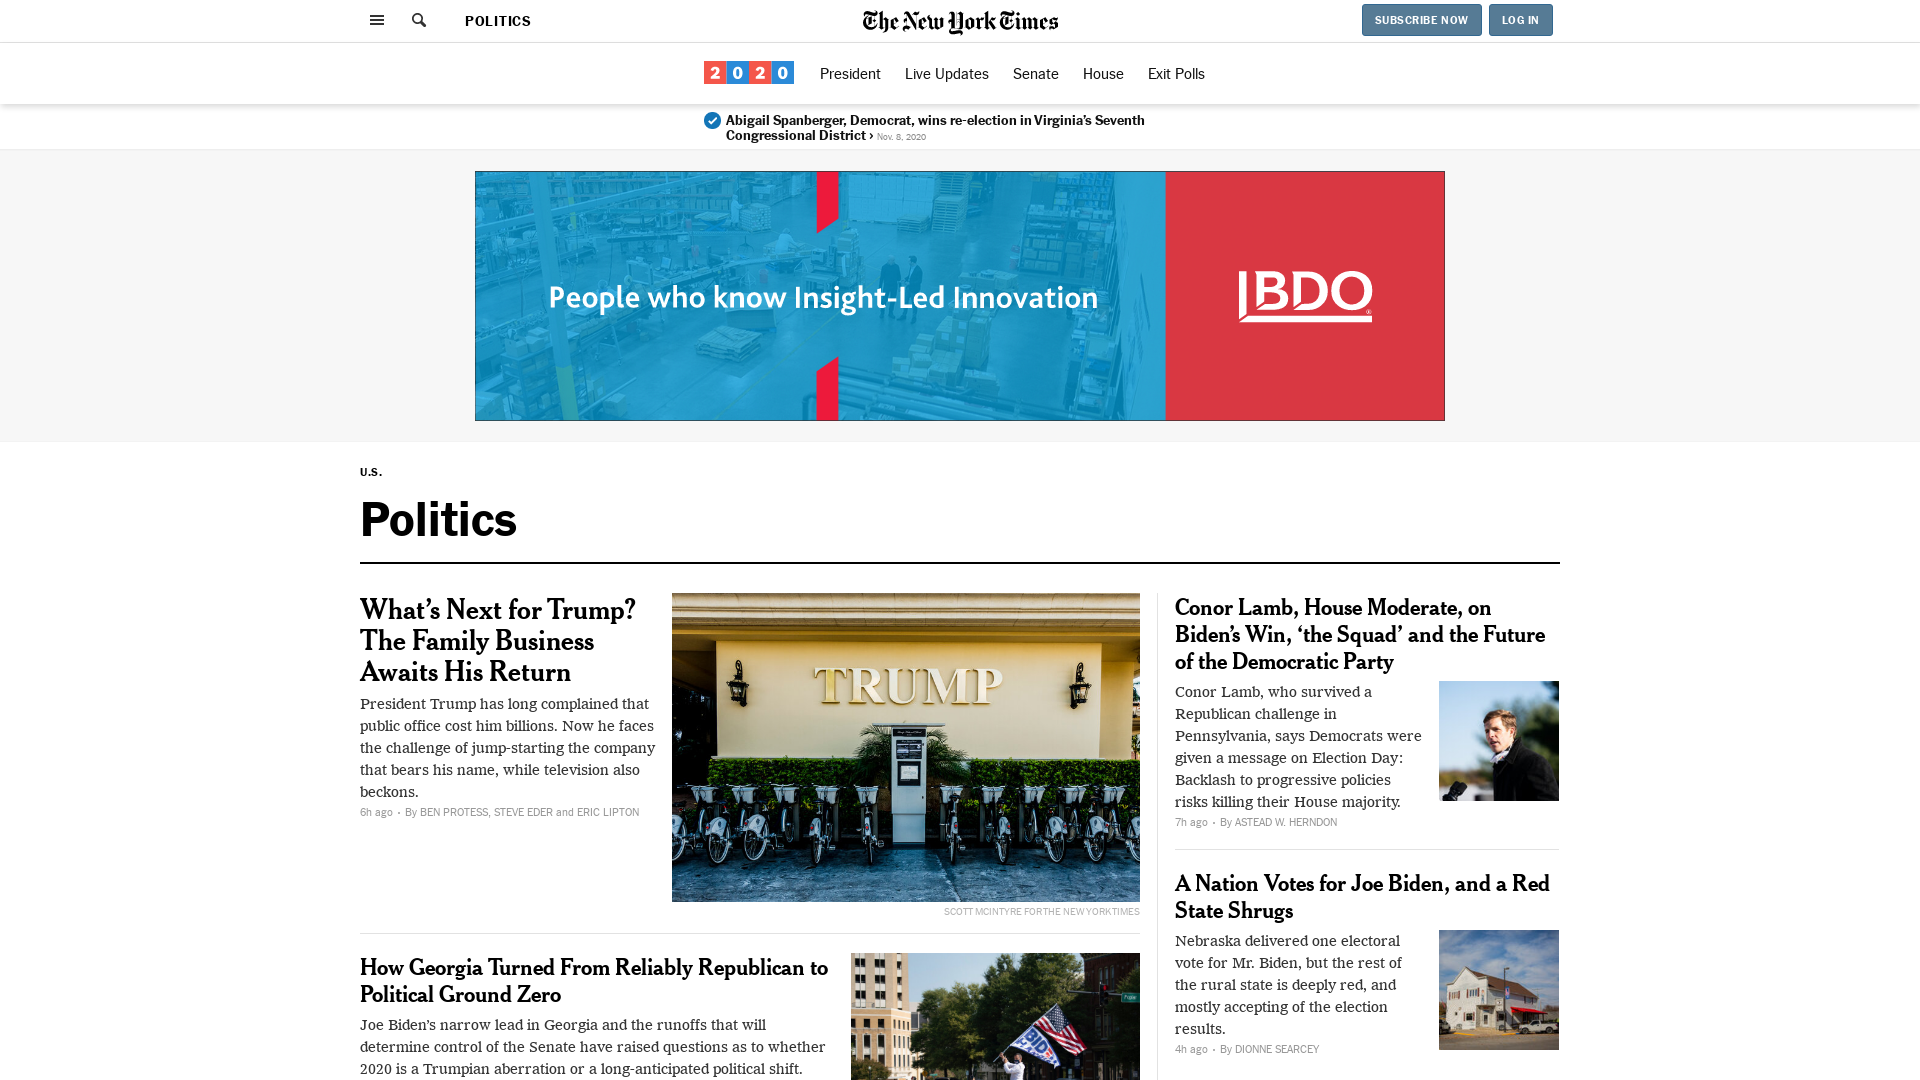 POLITICS
The New York Times
SUBSCRIBE NOW
LOG IN
2020
President
Live Updates
Senate
House
Exit Polls
Abigail Spanberger, Democrat, wins re-election in Virginia’s Seventh
Congressional District › Nov. 8, 2020
People who know Insight-Led Innovation
BDO
U.S.
Politics
What’s Next for Trump?
The Family Business
Awaits His Return
President Trump has long complained that
public office cost him billions. Now he faces
the challenge of jump-starting the company
that bears his name, while television also
beckons.
6h ago • By BEN PROTESS, STEVE EDER and ERIC LIPTON
TRUMP
SCOTT MCINTYRE FOR THE NEW YORK TIMES
How Georgia Turned From Reliably Republican to
Political Ground Zero
Joe Biden’s narrow lead in Georgia and the runoffs that will
determine control of the Senate have raised questions as to whether
2020 is a Trumpian aberration or a long-anticipated political shift.
BIDEN
Conor Lamb, House Moderate, on
Biden’s Win, ‘the Squad’ and the Future
of the Democratic Party
Conor Lamb, who survived a
Republican challenge in
Pennsylvania, says Democrats were
given a message on Election Day:
Backlash to progressive policies
risks killing their House majority.
7h ago • By ASTEAD W. HERNDON
A Nation Votes for Joe Biden, and a Red
State Shrugs
Nebraska delivered one electoral
vote for Mr. Biden, but the rest of
the rural state is deeply red, and
mostly accepting of the election
results.
4h ago • By DIONNE SEARCEY